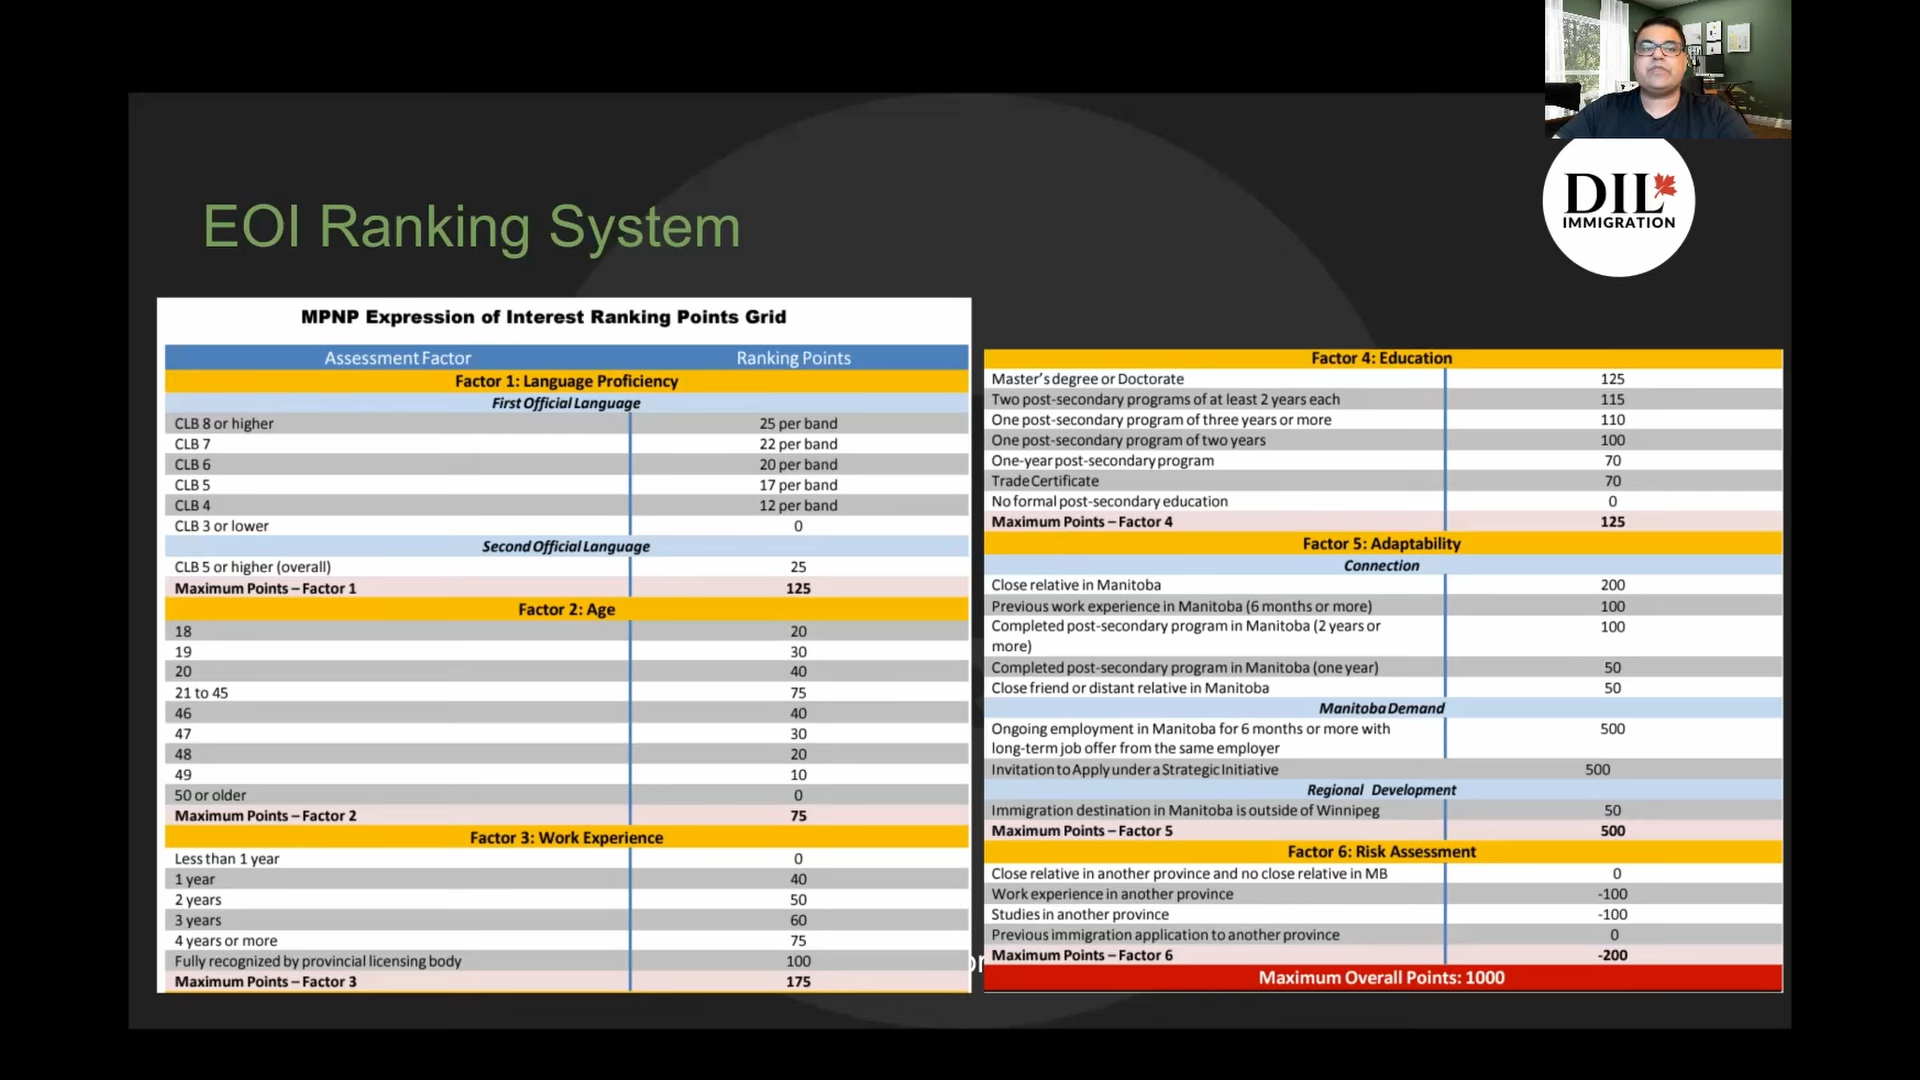 DIL
IMMIGRATION
EOI Ranking System
MPNP Expression of Interest Ranking Points Grid
Assessment Factor Ranking Points
Factor 1: Language Proficiency
First Official Language
CLB 8 or higher 25 per band
CLB 7 22 per band
CLB 6 20 per band
CLB 5 17 per band
CLB 4 12 per band
CLB 3 or lower 0
Second Official Language
CLB 5 or higher (overall) 25
Maximum Points – Factor 1 125
Factor 2: Age
18 20
19 30
20 40
21 to 45 75
46 40
47 30
48 20
49 10
50 or older 0
Maximum Points – Factor 2 75
Factor 3: Work Experience
Less than 1 year 0
1 year 40
2 years 50
3 years 60
4 years or more 75
Fully recognized by provincial licensing body 100
Maximum Points – Factor 3 175
Factor 4: Education
Master's degree or Doctorate 125
Two post-secondary programs of at least 2 years each 115
One post-secondary program of three years or more 110
One post-secondary program of two years 100
One-year post-secondary program 70
Trade Certificate 70
No formal post-secondary education 0
Maximum Points – Factor 4 125
Factor 5: Adaptability
Connection
Close relative in Manitoba 200
Previous work experience in Manitoba (6 months or more) 100
Completed post-secondary program in Manitoba (2 years or 100
more)
Completed post-secondary program in Manitoba (one year) 50
Close friend or distant relative in Manitoba 50
Manitoba Demand
Ongoing employment in Manitoba for 6 months or more with 500
long-term job offer from the same employer
Invitation to Apply under a Strategic Initiative 500
Regional Development
Immigration destination in Manitoba is outside of Winnipeg 50
Maximum Points – Factor 5 500
Factor 6: Risk Assessment
Close relative in another province and no close relative in MB 0
Work experience in another province -100
Studies in another province -100
Previous immigration application to another province 0
Maximum Points – Factor 6 -200
Maximum Overall Points: 1000